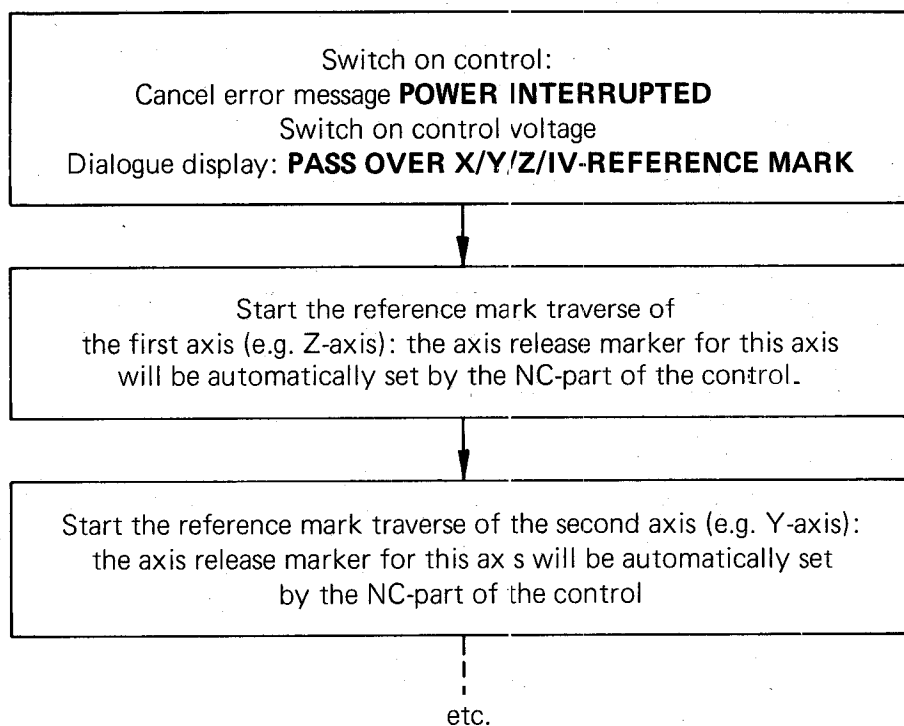 Switch on control:
Cancel error message POWER INTERRUPTED
Switch on control voltage
Dialogue display: PASS OVER X/Y/Z/IV-REFERENCE MARK
Start the reference mark traverse of
the first axis (e.g. Z-axis): the axis release marker for this axis
will be automatically set by the NC-part of the control.
Start the reference mark traverse of the second axis (e.g. Y-axis):
the axis release marker for this ax s will be automatically set
by the NC-part of the control
etc.